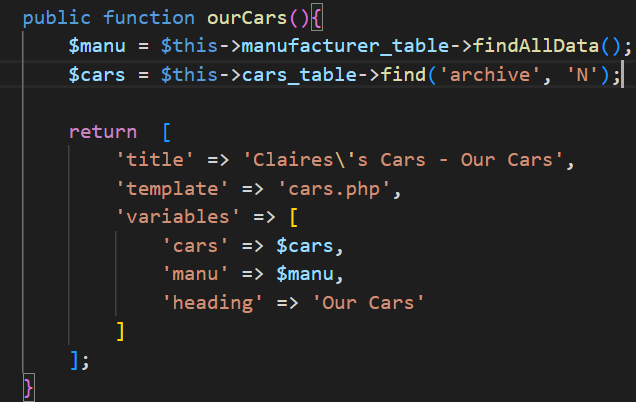 public function ourCars(){
    $manu = $this->manufacturer_table->findAllData();
    $cars = $this->cars_table->find('archive', 'N');

    return  [
        'title' => 'Claires\'s Cars - Our Cars',
        'template' => 'cars.php',
        'variables' => [
            'cars' => $cars,
            'manu' => $manu,
            'heading' => 'Our Cars'
        ]
    ];
}